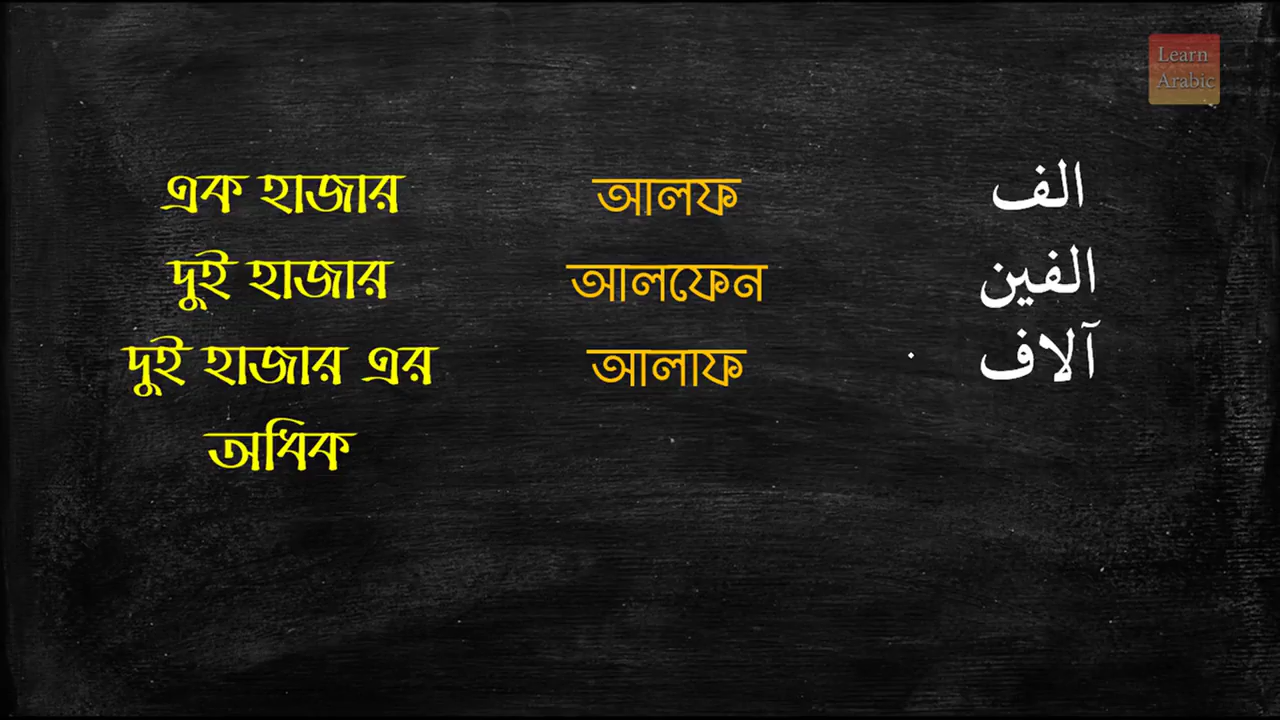 Learn
Arabic
এক হাজার আলফ الف
দুই হাজার আলফেন الفين
দুই হাজার এর আলাফ آلاف
অধিক